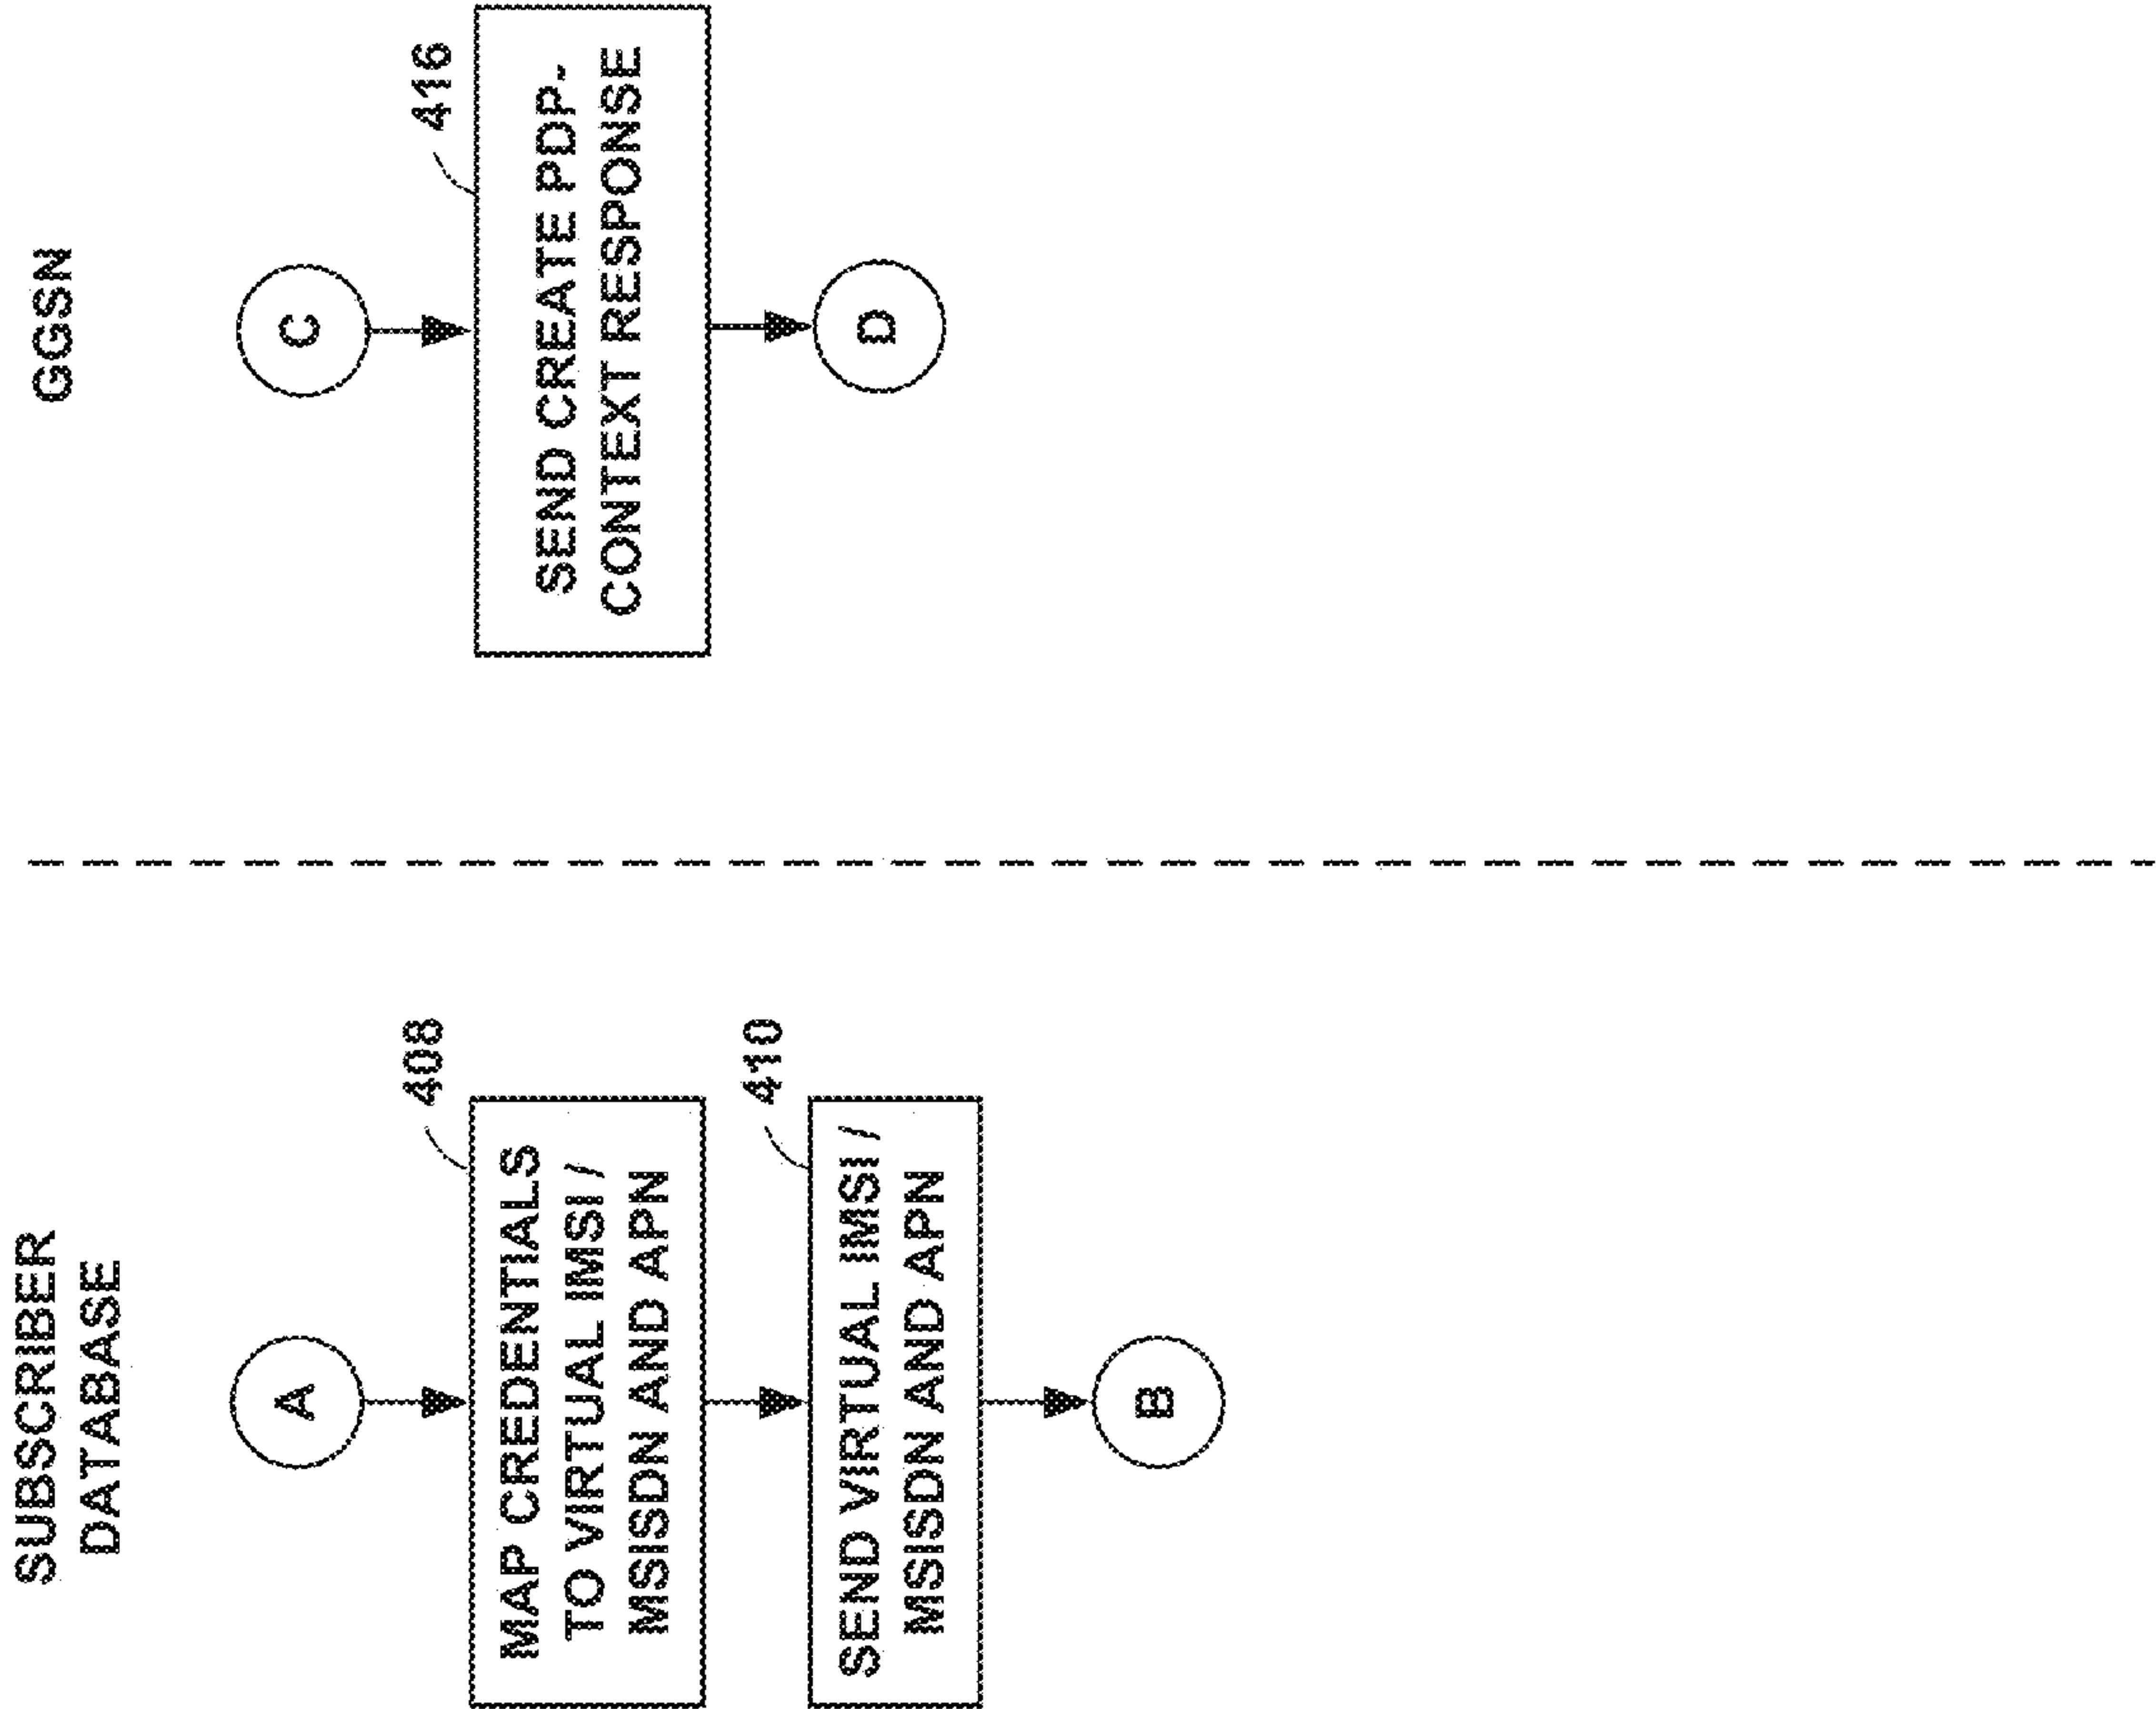 SUBSCRIBER
DATABASE
A
408
MAP CREDENTIALS
TO VIRTUAL IMSI /
MSISDN AND APN
410
SEND VIRTUAL IMSI /
MSISDN AND APN
B
GGSN
C
416
SEND CREATE PDP-
CONTEXT RESPONSE
D